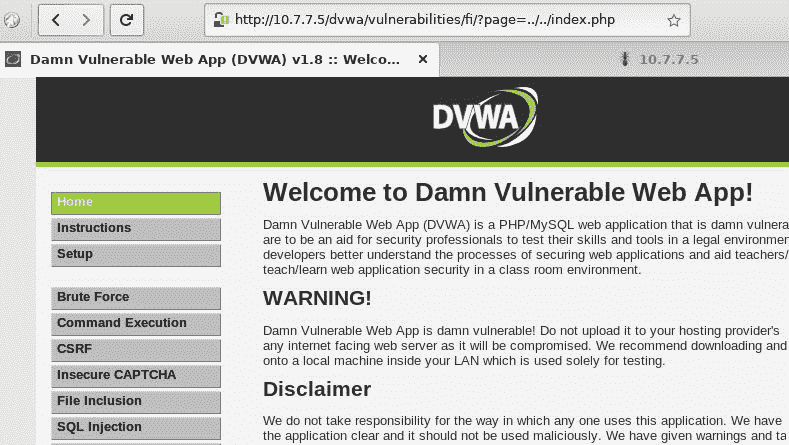 http://10.7.7.5/dvwa/vulnerabilities/fi/?page=../../index.php
Damn Vulnerable Web App (DVWA) v1.8 :: Welco...
10.7.7.5
DVWA
Home
Instructions
Setup
Brute Force
Command Execution
CSRF
Insecure CAPTCHA
File Inclusion
SQL Injection
Welcome to Damn Vulnerable Web App!
Damn Vulnerable Web App (DVWA) is a PHP/MySQL web application that is damn vulnera
are to be an aid for security professionals to test their skills and tools in a legal environmen
developers better understand the processes of securing web applications and aid teachers/
teach/learn web application security in a class room environment.
WARNING!
Damn Vulnerable Web App is damn vulnerable! Do not upload it to your hosting provider's
any internet facing web server as it will be compromised. We recommend downloading and
onto a local machine inside your LAN which is used solely for testing.
Disclaimer
We do not take responsibility for the way in which any one uses this application. We have
the application clear and it should not be used maliciously. We have given warnings and ta